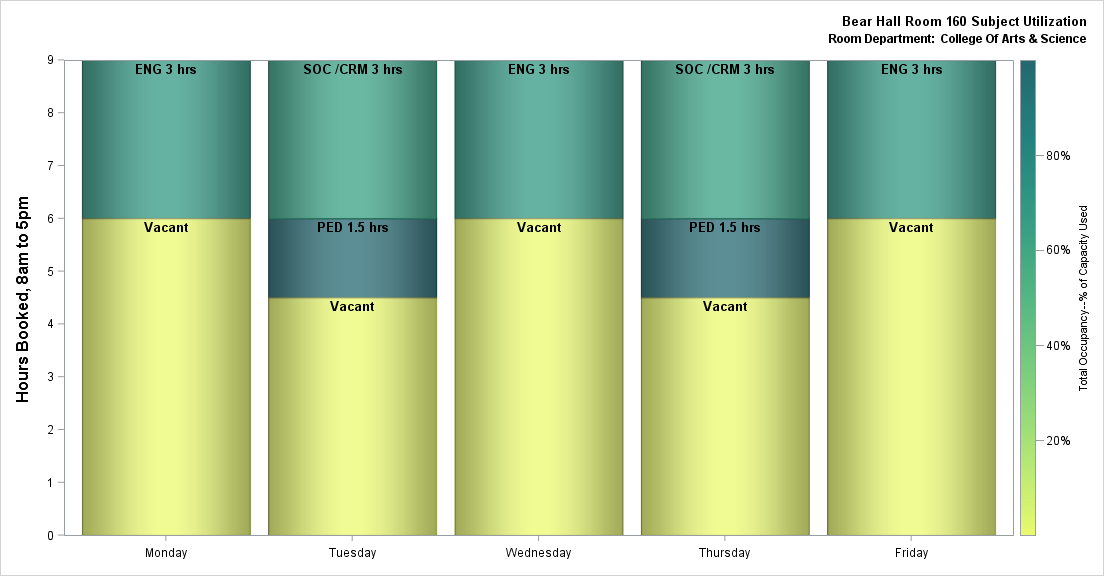 Bear Hall Room 160 Subject Utilization
Room Department: College Of Arts & Science
Hours Booked, 8am to 5pm
9
8
7
6
5
4
3
2
1
0
ENG 3 hrs
SOC /CRM 3 hrs
ENG 3 hrs
SOC /CRM 3 hrs
ENG 3 hrs
Vacant
PED 1.5 hrs
Vacant
PED 1.5 hrs
Vacant
Vacant
Vacant
Monday
Tuesday
Wednesday
Thursday
Friday
80%
60%
40%
20%
Total Occupancy--% of Capacity Used